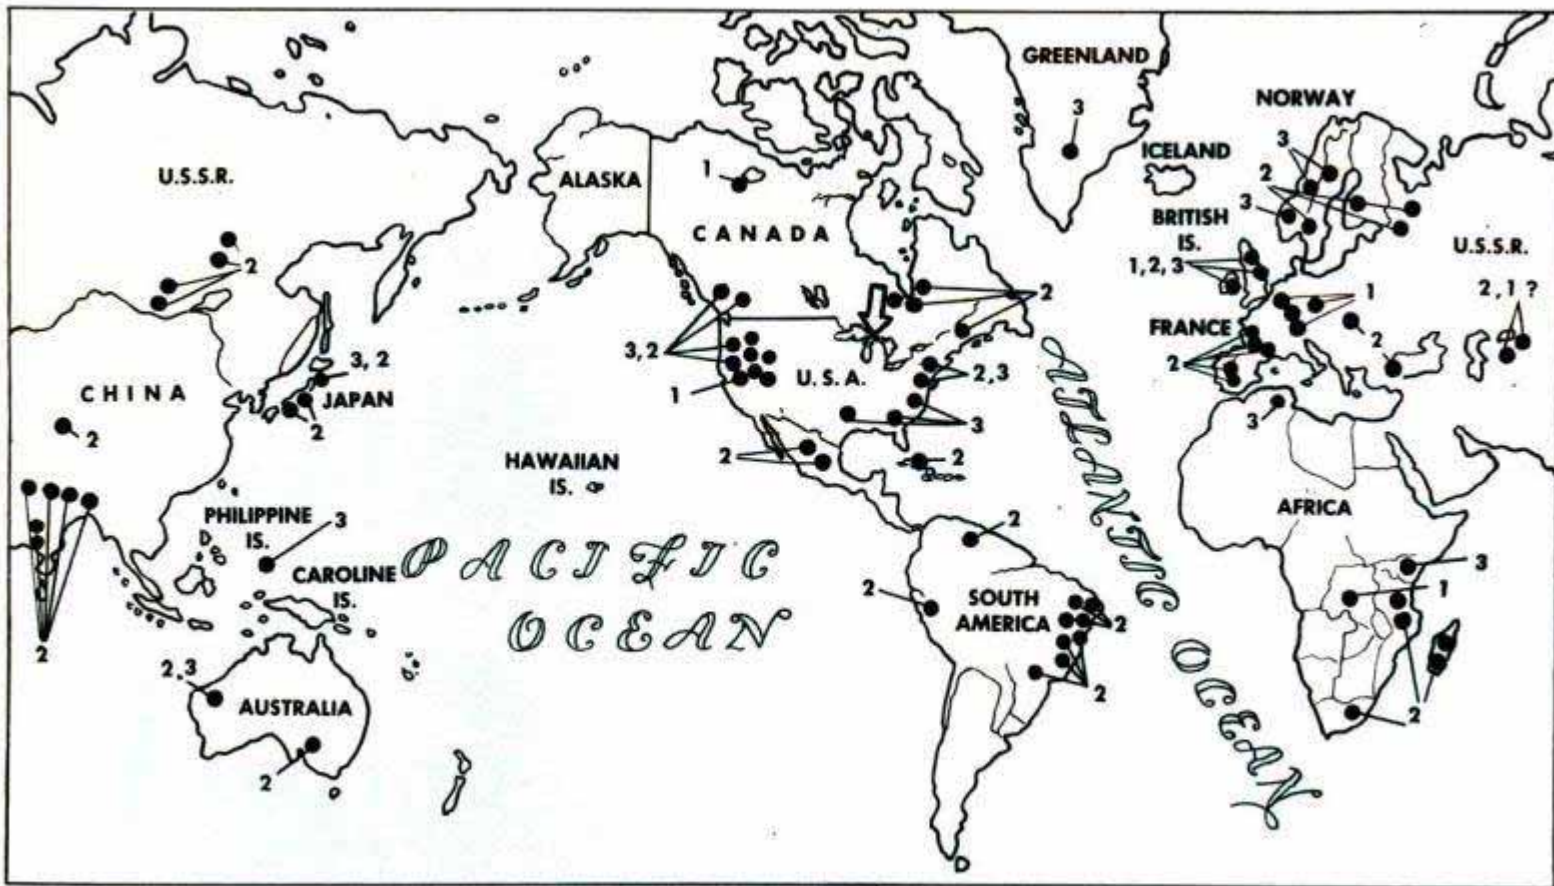 GREENLAND
3
NORWAY
3
ICELAND
2
U.S.S.R.
1
ALASKA
3
BRITISH
IS.
CANADA
1, 2, 3
U.S.S.R.
2
2
1
2, 1 ?
FRANCE
2
3, 2
3, 2
U.S.A.
2, 3
2
CHINA
JAPAN
1
2
2
3
3
HAWAIIAN
IS.
2
2
ATLANTIC OCEAN
AFRICA
PHILIPPINE
IS.
3
2
PACIFIC
OCEAN
3
CAROLINE
IS.
2
SOUTH
AMERICA
1
2
2
2, 3
AUSTRALIA
2
2
2